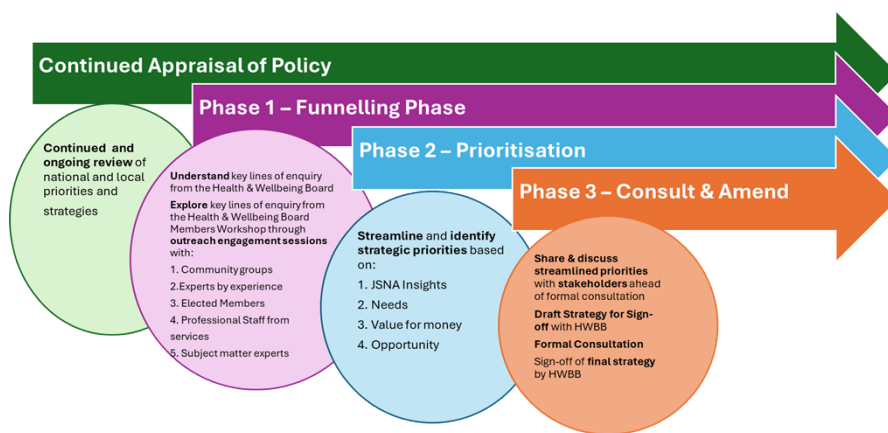 Continued Appraisal of Policy
Phase 1 – Funnelling Phase
Phase 2 – Prioritisation
Phase 3 – Consult & Amend
Continued and
ongoing review of
national and local
priorities and
strategies
Understand key lines of enquiry
from the Health & Wellbeing Board
Explore key lines of enquiry from
the Health & Wellbeing Board
Members Workshop through
outreach engagement sessions
with:
1. Community groups
2.Experts by experience
3. Elected Members
4. Professional Staff from
services
5. Subject matter experts
Streamline and identify
strategic priorities based
on:
1. JSNA Insights
2. Needs
3. Value for money
4. Opportunity
Share & discuss
streamlined priorities
with stakeholders ahead
of formal consultation
Draft Strategy for Sign-
off with HWBB
Formal Consultation
Sign-off of final strategy
by HWBB